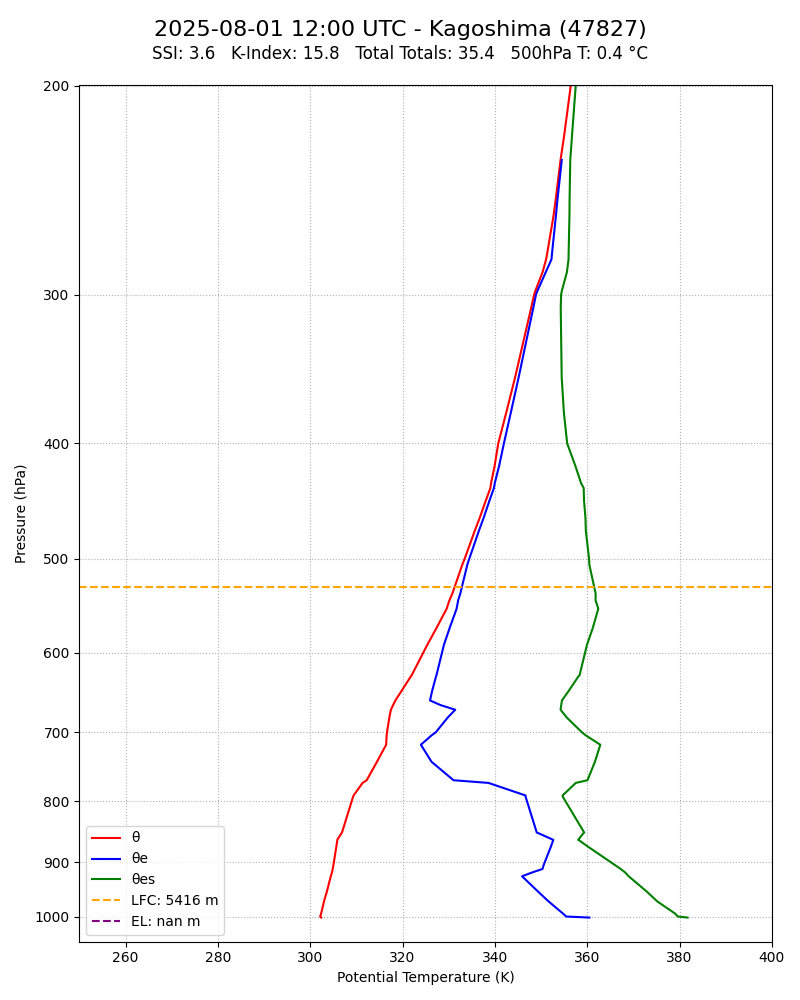 2025-08-01 12:00 UTC - Kagoshima (47827)
SSI: 3.6   K-Index: 15.8   Total Totals: 35.4   500hPa T: 0.4 °C
200
300
400
500
600
700
800
900
1000
Pressure (hPa)
θ
θe
θes
LFC: 5416 m
EL: nan m
260
280
300
320
340
360
380
400
Potential Temperature (K)